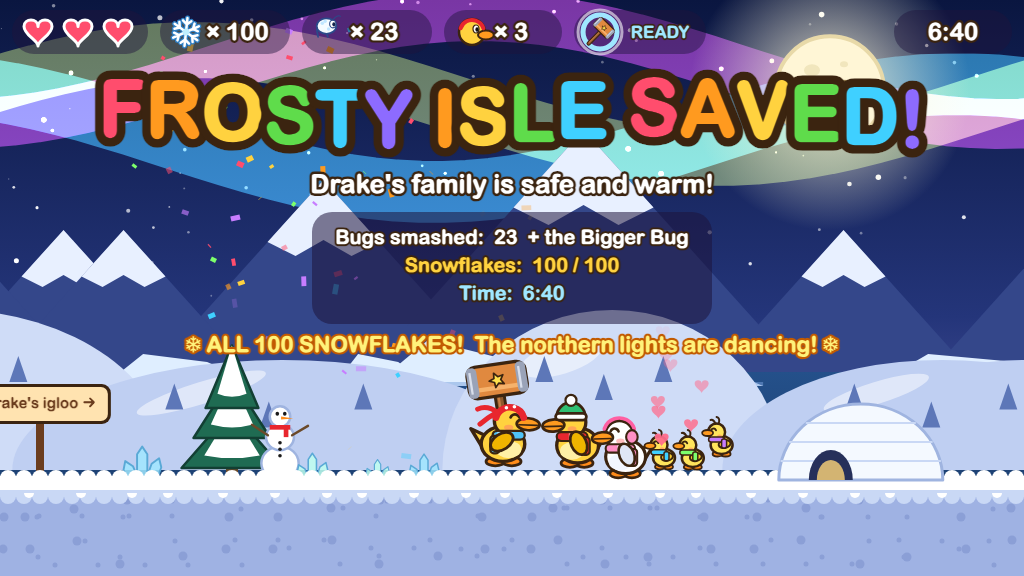 × 100 × 23 × 3 READY 6:40
FROSTY ISLE SAVED!
Drake's family is safe and warm!
Bugs smashed: 23 + the Bigger Bug
Snowflakes: 100 / 100
Time: 6:40
❄ ALL 100 SNOWFLAKES! The northern lights are dancing! ❄
rake's igloo →